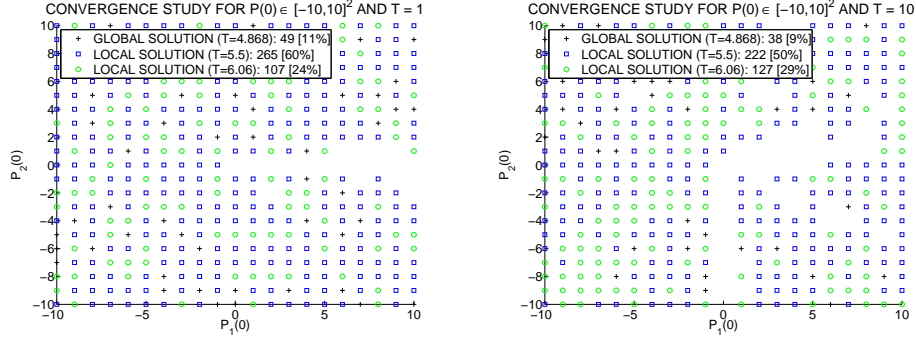 CONVERGENCE STUDY FOR P(0) ∈ [-10,10]² AND T = 1
+ GLOBAL SOLUTION (T=4.868): 49 [11%]
LOCAL SOLUTION (T=5.5): 265 [60%]
LOCAL SOLUTION (T=6.06): 107 [24%]
10
8
6
4
2
0
−2
−4
−6
−8
−10
P₂(0)
−10 −5 0 5 10
P₁(0)
CONVERGENCE STUDY FOR P(0) ∈ [-10,10]² AND T = 10
+ GLOBAL SOLUTION (T=4.868): 38 [9%]
LOCAL SOLUTION (T=5.5): 222 [50%]
LOCAL SOLUTION (T=6.06): 127 [29%]
10
8
6
4
2
0
−2
−4
−6
−8
−10
P₂(0)
−10 −5 0 5 10
P₁(0)